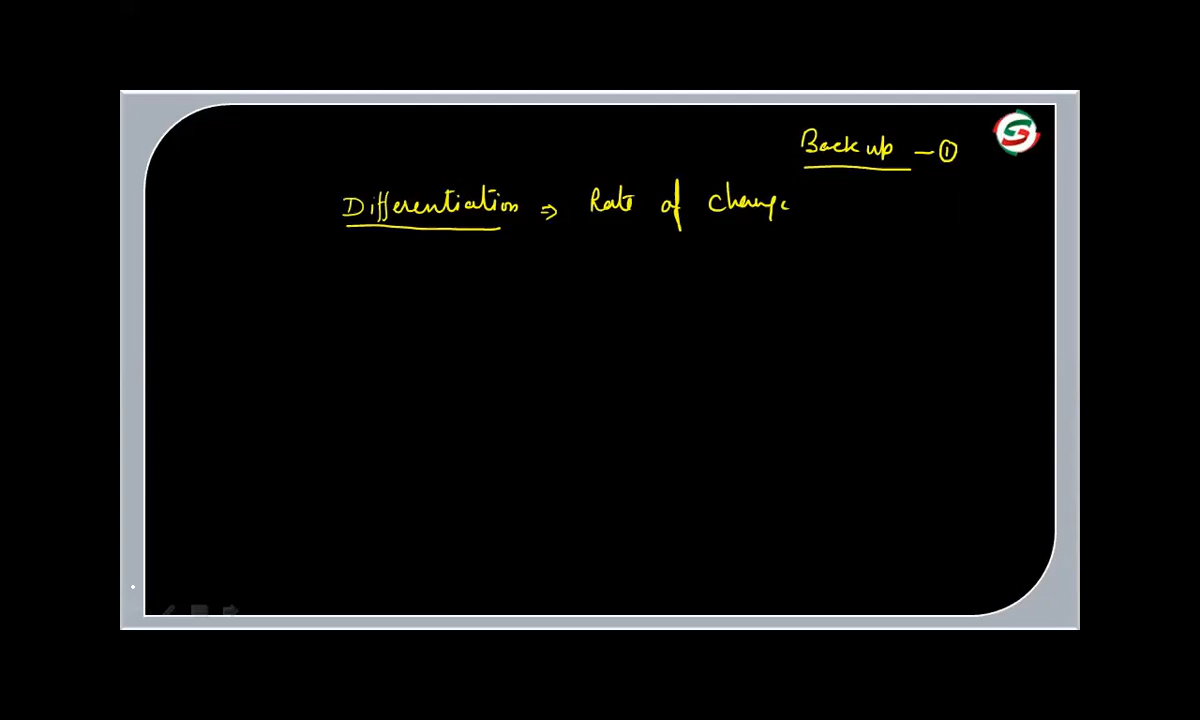 Back up - ①
Differentiation ⇒ Rate of change